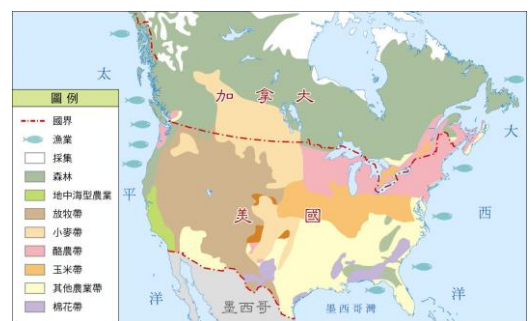 圖例
國界
漁業
採集
森林
地中海型農業
放牧帶
小麥帶
酪農帶
玉米帶
其他農業帶
棉花帶
太
平
洋
加拿大
美國
墨西哥
墨西哥灣
大
西
洋